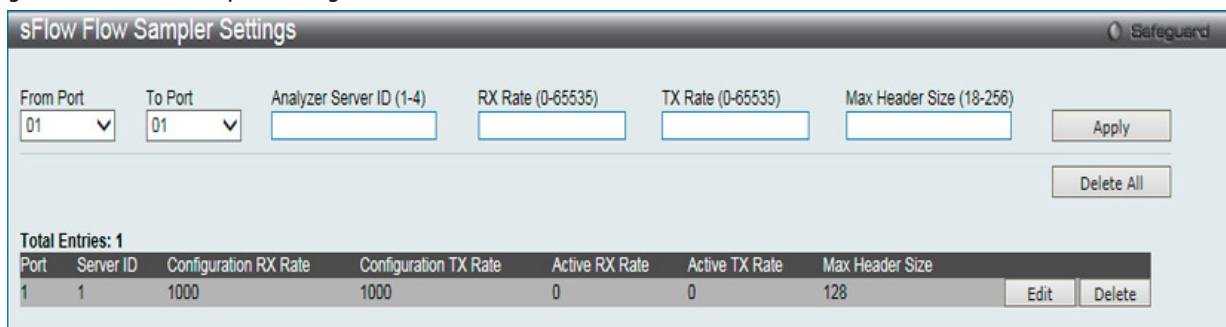 sFlow Flow Sampler Settings
Safeguard
From Port To Port Analyzer Server ID (1-4) RX Rate (0-65535) TX Rate (0-65535) Max Header Size (18-256)
01 01 Apply
Delete All
Total Entries: 1
Port Server ID Configuration RX Rate Configuration TX Rate Active RX Rate Active TX Rate Max Header Size
1 1 1000 1000 0 0 128 Edit Delete